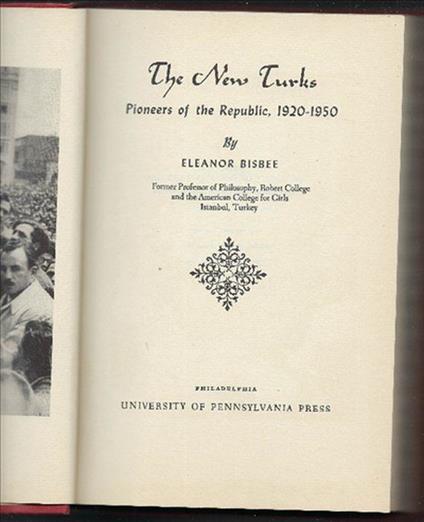 The New Turks
Pioneers of the Republic, 1920-1950
By
ELEANOR BISBEE
Former Professor of Philosophy, Robert College
and the American College for Girls
Istanbul, Turkey
PHILADELPHIA
UNIVERSITY OF PENNSYLVANIA PRESS